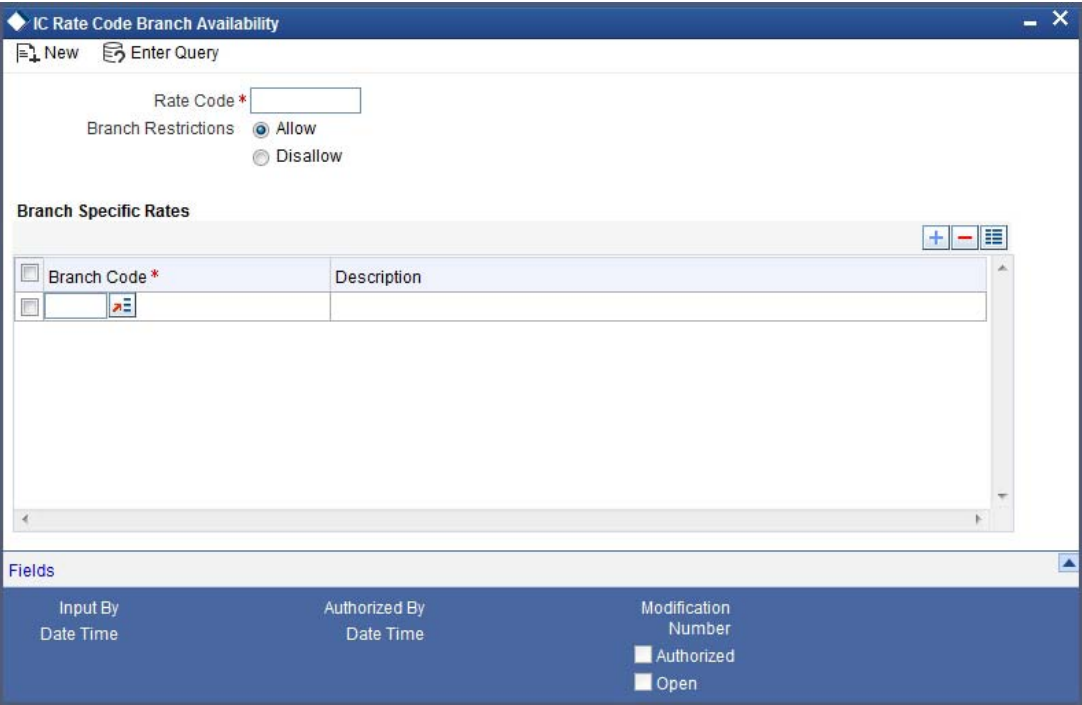 IC Rate Code Branch Availability
New Enter Query
Rate Code *
Branch Restrictions Allow
Disallow
Branch Specific Rates
Branch Code * Description
Fields
Input By Authorized By Modification
Date Time Date Time Number
Authorized
Open